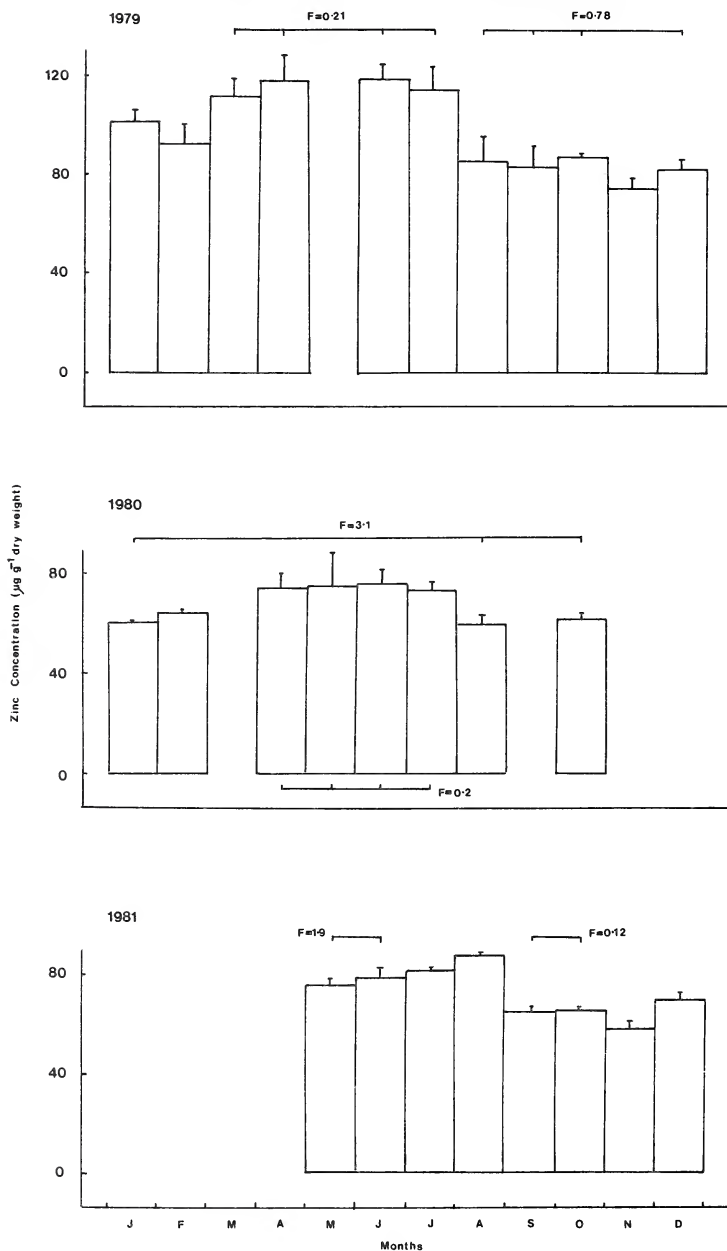 1979
F=0·21
F=0·78
120
80
40
0
Zinc Concentration (µg g⁻¹ dry weight)
1980
F=3·1
80
40
0
F=0·2
1981
F=1·9
F=0·12
80
40
0
J F M A M J J A S O N D
Months